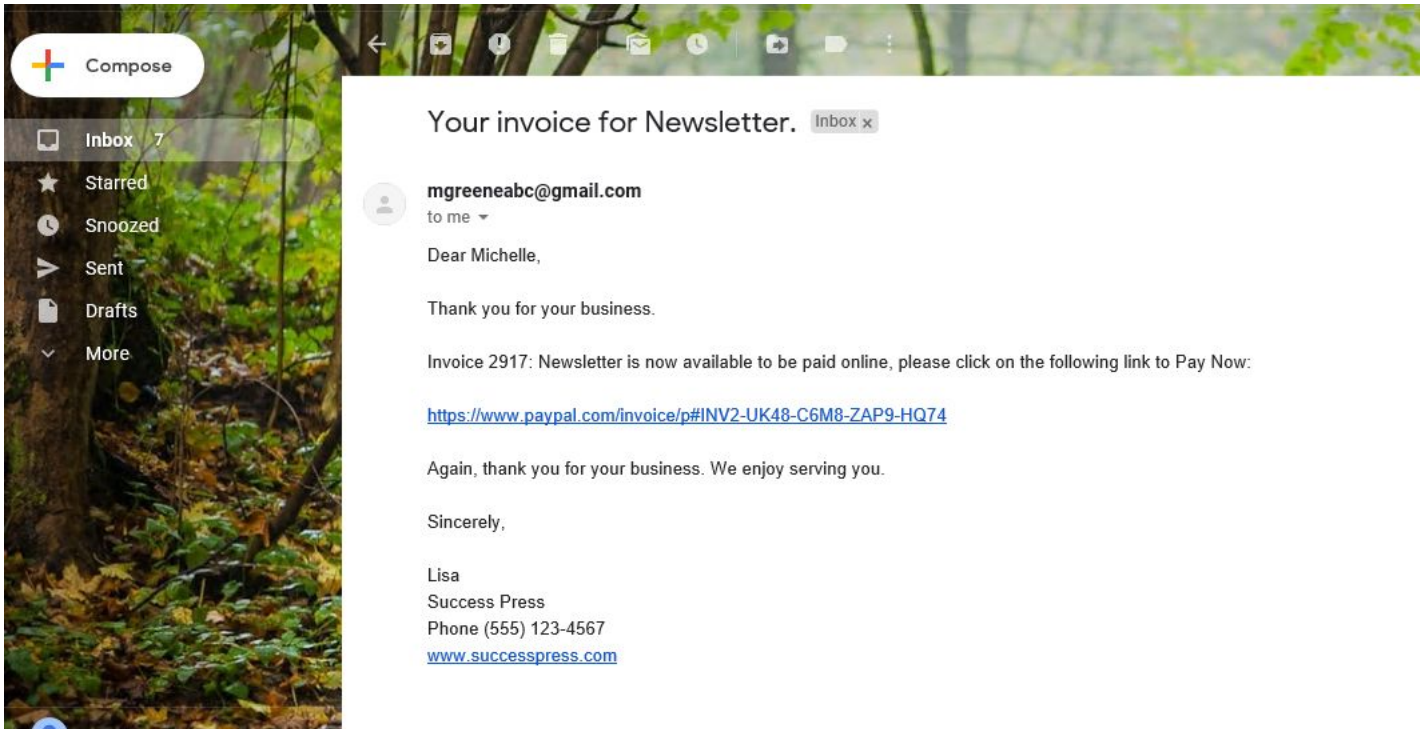 Compose
Inbox 7
Starred
Snoozed
Sent
Drafts
More
Your invoice for Newsletter. Inbox x
mgreeneabc@gmail.com
to me
Dear Michelle,
Thank you for your business.
Invoice 2917: Newsletter is now available to be paid online, please click on the following link to Pay Now:
https://www.paypal.com/invoice/p#INV2-UK48-C6M8-ZAP9-HQ74
Again, thank you for your business. We enjoy serving you.
Sincerely,
Lisa
Success Press
Phone (555) 123-4567
www.successpress.com